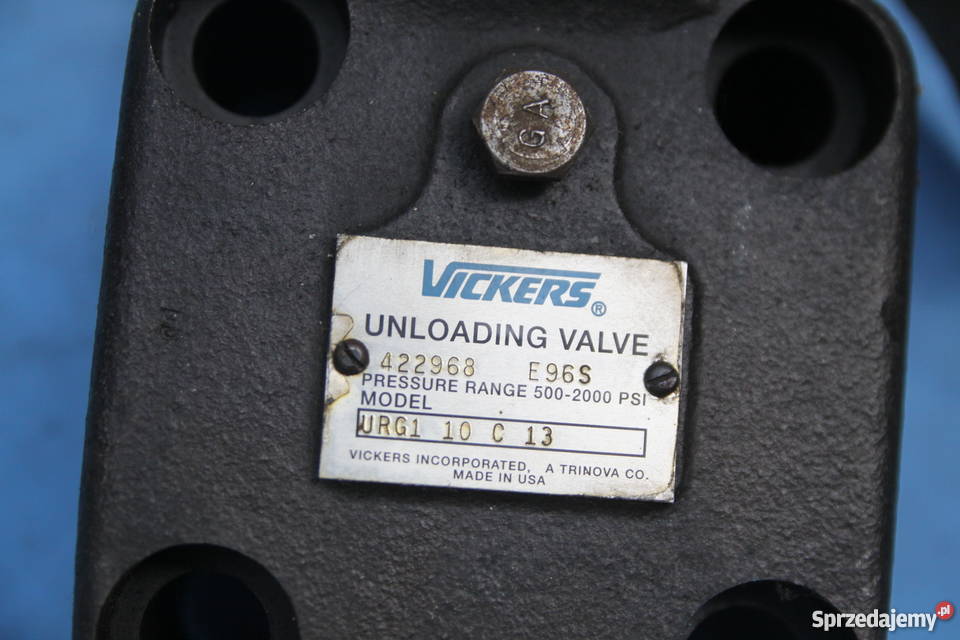 GA
VICKERS®
UNLOADING VALVE
422968 E96S
PRESSURE RANGE 500-2000 PSI
MODEL
URG1 10 C 13
VICKERS INCORPORATED, A TRINOVA CO.
MADE IN USA
Sprzedajemy.pl